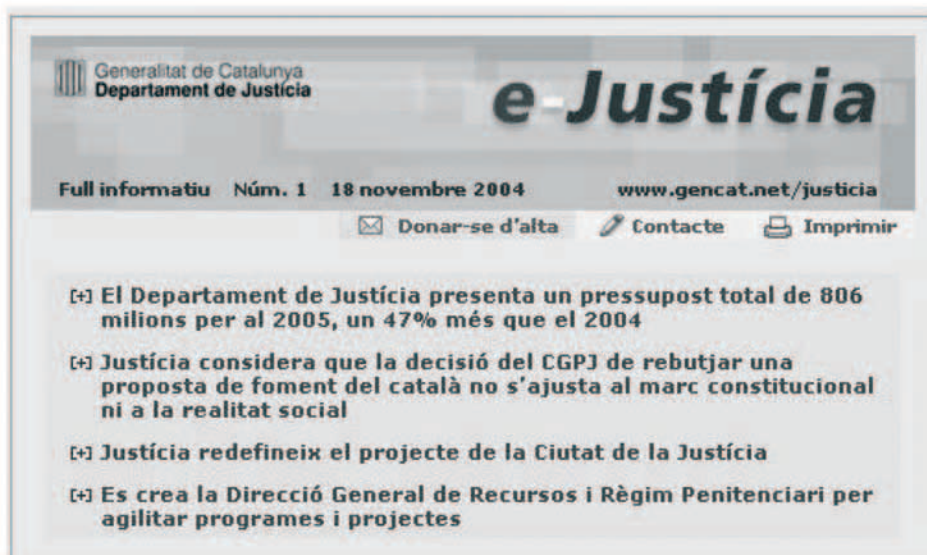 Generalitat de Catalunya
Departament de Justícia
e-Justícia
Full informatiu Núm. 1 18 novembre 2004 www.gencat.net/justicia
Donar-se d'alta Contacte Imprimir
[+] El Departament de Justícia presenta un pressupost total de 806
milions per al 2005, un 47% més que el 2004
[+] Justícia considera que la decisió del CGPJ de rebutjar una
proposta de foment del català no s'ajusta al marc constitucional
ni a la realitat social
[+] Justícia redefineix el projecte de la Ciutat de la Justícia
[+] Es crea la Direcció General de Recursos i Règim Penitenciari per
agilitar programes i projectes